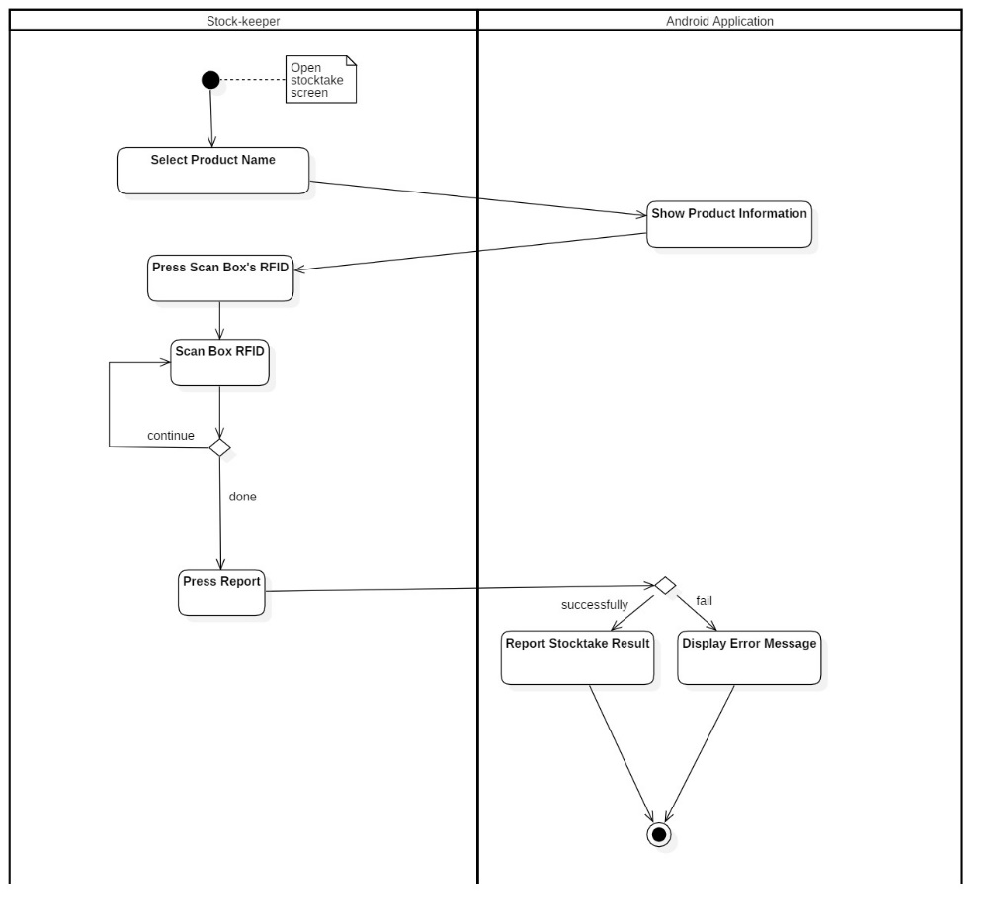 Stock-keeper
Android Application
Open
stocktake
screen
Select Product Name
Show Product Information
Press Scan Box's RFID
Scan Box RFID
continue
done
Press Report
successfully
fail
Report Stocktake Result
Display Error Message